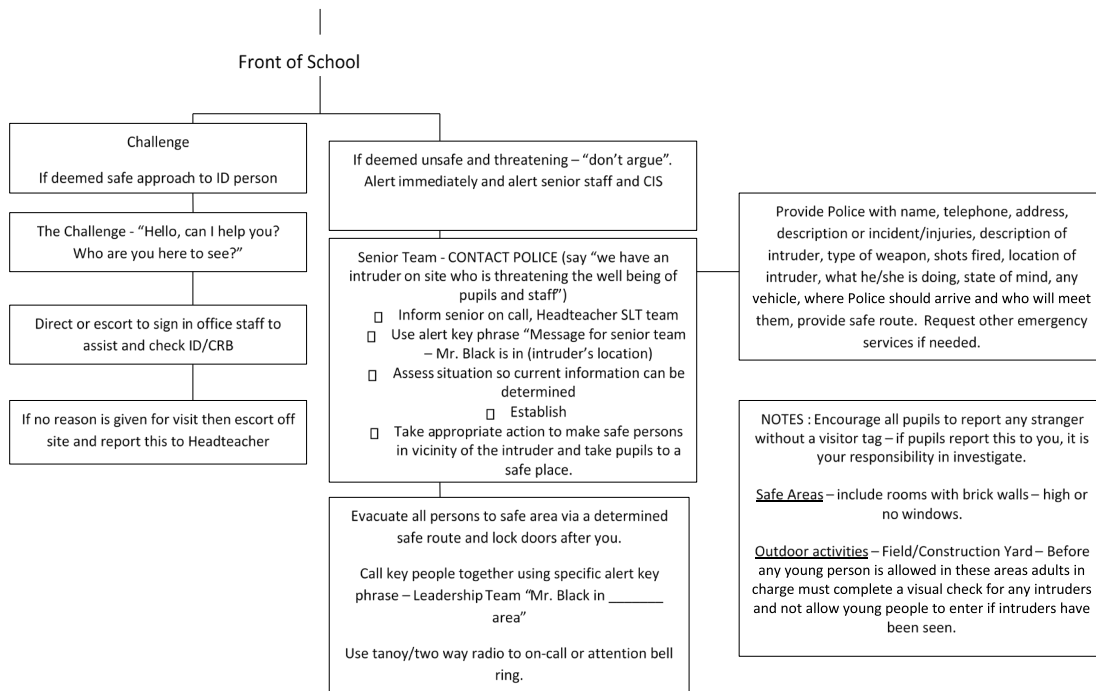 Front of School
Challenge
If deemed safe approach to ID person
The Challenge - “Hello, can I help you?
Who are you here to see?”
Direct or escort to sign in office staff to
assist and check ID/CRB
If no reason is given for visit then escort off
site and report this to Headteacher
If deemed unsafe and threatening – “don’t argue”.
Alert immediately and alert senior staff and CIS
Senior Team - CONTACT POLICE (say “we have an
intruder on site who is threatening the well being of
pupils and staff”)
Inform senior on call, Headteacher SLT team
Use alert key phrase “Message for senior team
– Mr. Black is in (intruder’s location)
Assess situation so current information can be
determined
Establish
Take appropriate action to make safe persons
in vicinity of the intruder and take pupils to a
safe place.
Evacuate all persons to safe area via a determined
safe route and lock doors after you.
Call key people together using specific alert key
phrase – Leadership Team “Mr. Black in _______
area”
Use tanoy/two way radio to on-call or attention bell
ring.
Provide Police with name, telephone, address,
description or incident/injuries, description of
intruder, type of weapon, shots fired, location of
intruder, what he/she is doing, state of mind, any
vehicle, where Police should arrive and who will meet
them, provide safe route. Request other emergency
services if needed.
NOTES : Encourage all pupils to report any stranger
without a visitor tag – if pupils report this to you, it is
your responsibility in investigate.
Safe Areas – include rooms with brick walls – high or
no windows.
Outdoor activities – Field/Construction Yard – Before
any young person is allowed in these areas adults in
charge must complete a visual check for any intruders
and not allow young people to enter if intruders have
been seen.